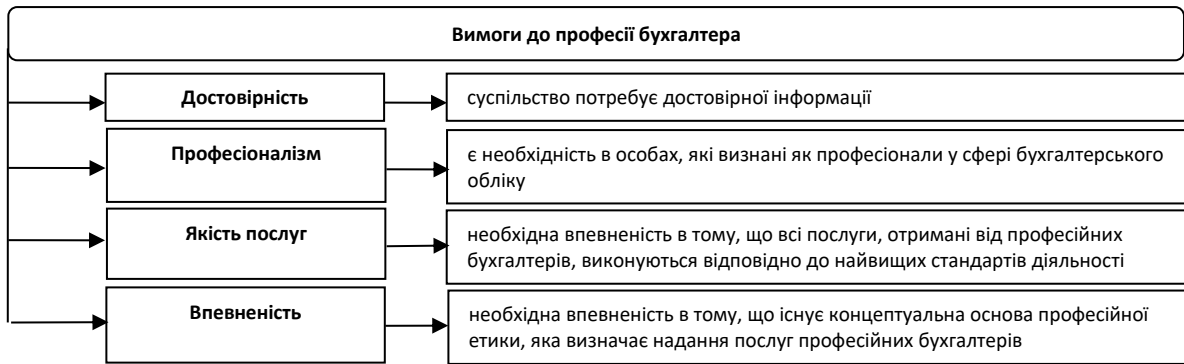 Вимоги до професії бухгалтера
Достовірність
суспільство потребує достовірної інформації
Професіоналізм
є необхідність в особах, які визнані як професіонали у сфері бухгалтерського
обліку
Якість послуг
необхідна впевненість в тому, що всі послуги, отримані від професійних
бухгалтерів, виконуються відповідно до найвищих стандартів діяльності
Впевненість
необхідна впевненість в тому, що існує концептуальна основа професійної
етики, яка визначає надання послуг професійних бухгалтерів